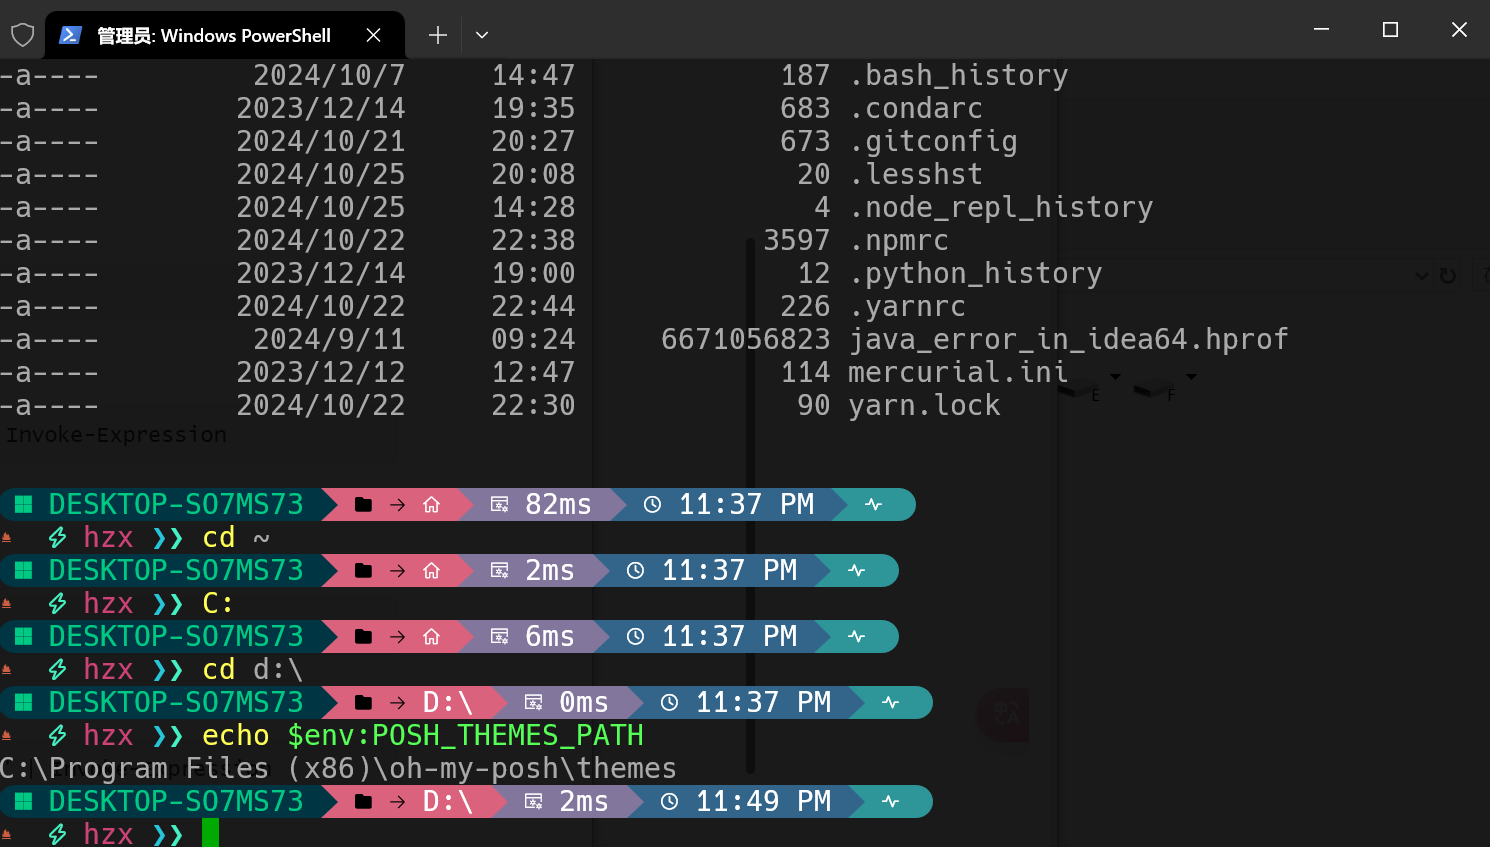 管理员: Windows PowerShell
-a---- 2024/10/7 14:47 187 .bash_history
-a---- 2023/12/14 19:35 683 .condarc
-a---- 2024/10/21 20:27 673 .gitconfig
-a---- 2024/10/25 20:08 20 .lesshst
-a---- 2024/10/25 14:28 4 .node_repl_history
-a---- 2024/10/22 22:38 3597 .npmrc
-a---- 2023/12/14 19:00 12 .python_history
-a---- 2024/10/22 22:44 226 .yarnrc
-a---- 2024/9/11 09:24 6671056823 java_error_in_idea64.hprof
-a---- 2023/12/12 12:47 114 mercurial.ini
E F
-a---- 2024/10/22 22:30 90 yarn.lock
Invoke-Expression
DESKTOP-SO7MS73 → 82ms 11:37 PM
hzx ❯❯ cd ~
DESKTOP-SO7MS73 → 2ms 11:37 PM
hzx ❯❯ C:
DESKTOP-SO7MS73 → 6ms 11:37 PM
hzx ❯❯ cd d:\
DESKTOP-SO7MS73 → D:\ 0ms 11:37 PM
hzx ❯❯ echo $env:POSH_THEMES_PATH
C:\Program Files (x86)\oh-my-posh\themes
DESKTOP-SO7MS73 → D:\ 2ms 11:49 PM
hzx ❯❯